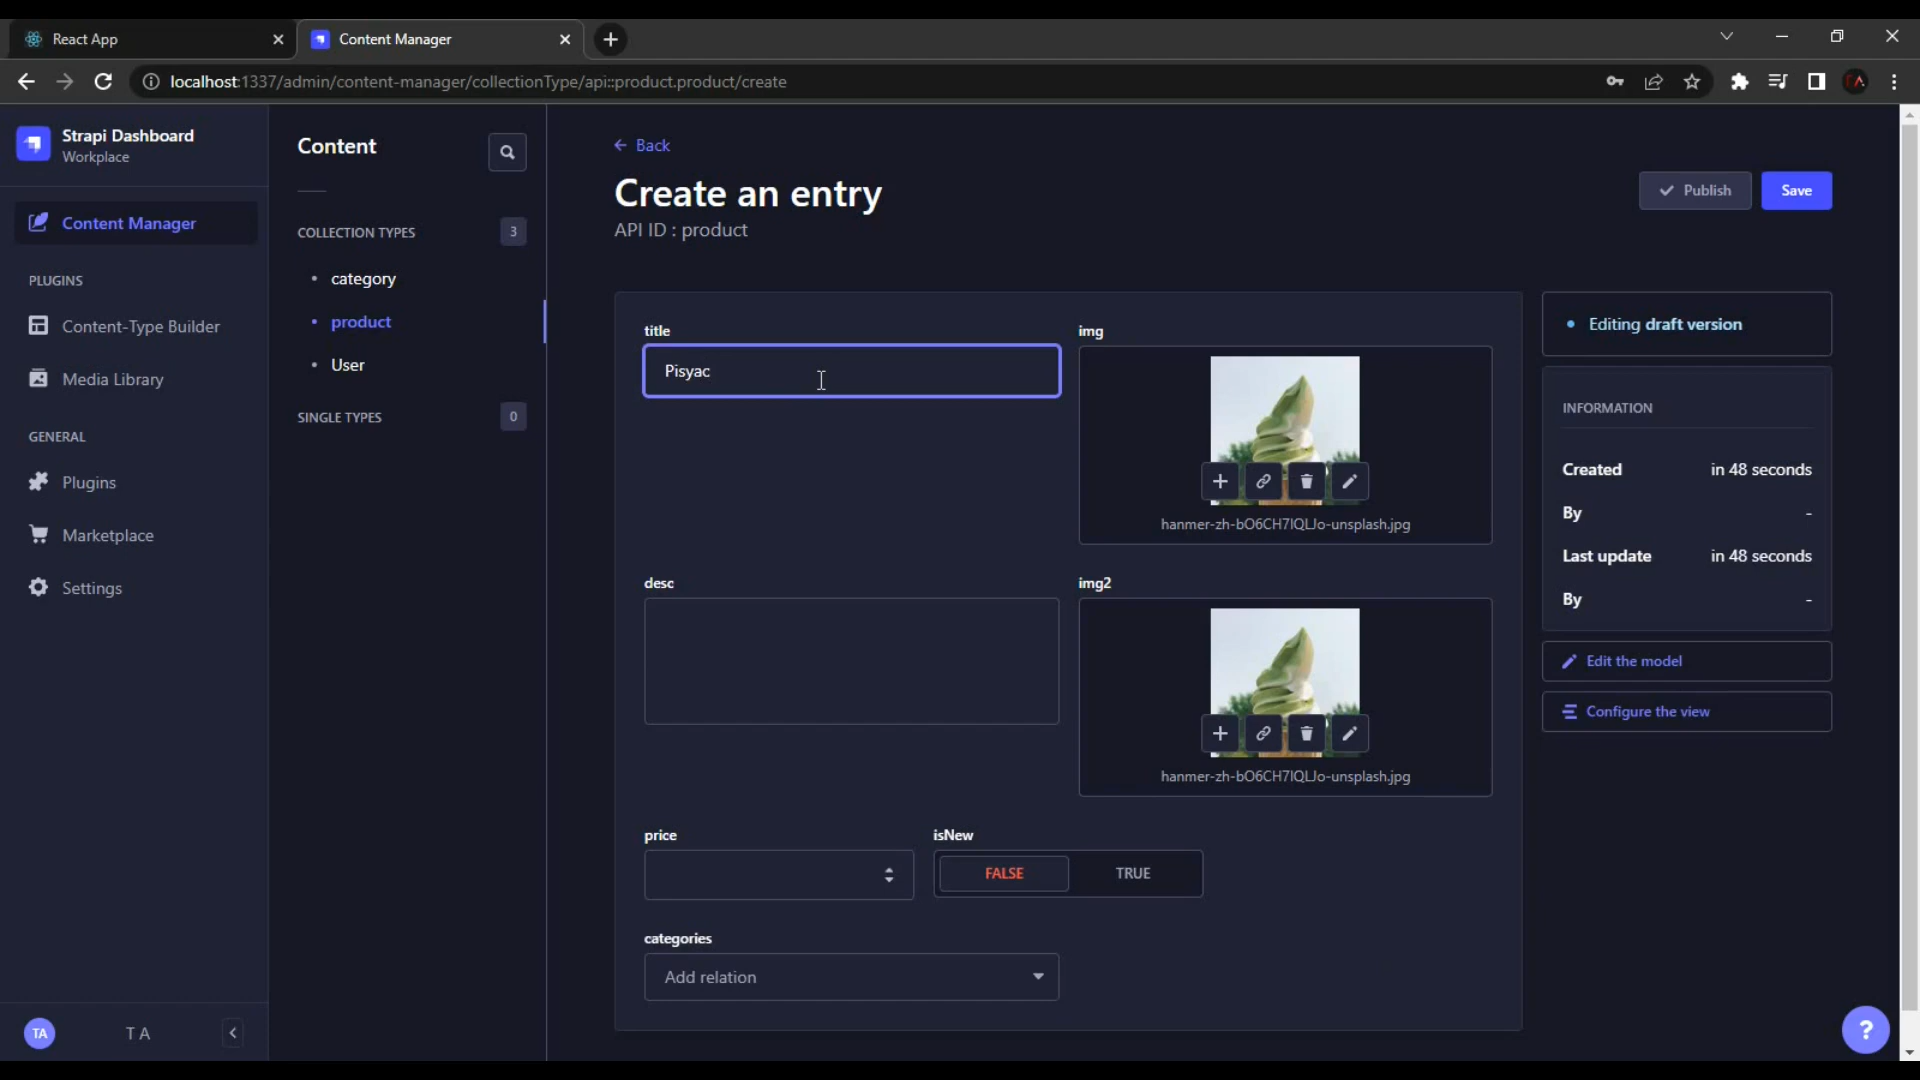 React App
Content Manager
localhost:1337/admin/content-manager/collectionType/api::product.product/create
Strapi Dashboard
Workplace
Content Manager
PLUGINS
Content-Type Builder
Media Library
GENERAL
Plugins
Marketplace
Settings
TA
T A
Content
COLLECTION TYPES
3
category
product
User
SINGLE TYPES
0
Back
Create an entry
API ID : product
Publish
Save
title
Pisyac
img
hanmer-zh-bO6CH7IQLJo-unsplash.jpg
desc
img2
hanmer-zh-bO6CH7IQLJo-unsplash.jpg
price
isNew
FALSE
TRUE
categories
Add relation
Editing draft version
INFORMATION
Created in 48 seconds
By -
Last update in 48 seconds
By -
Edit the model
Configure the view
?